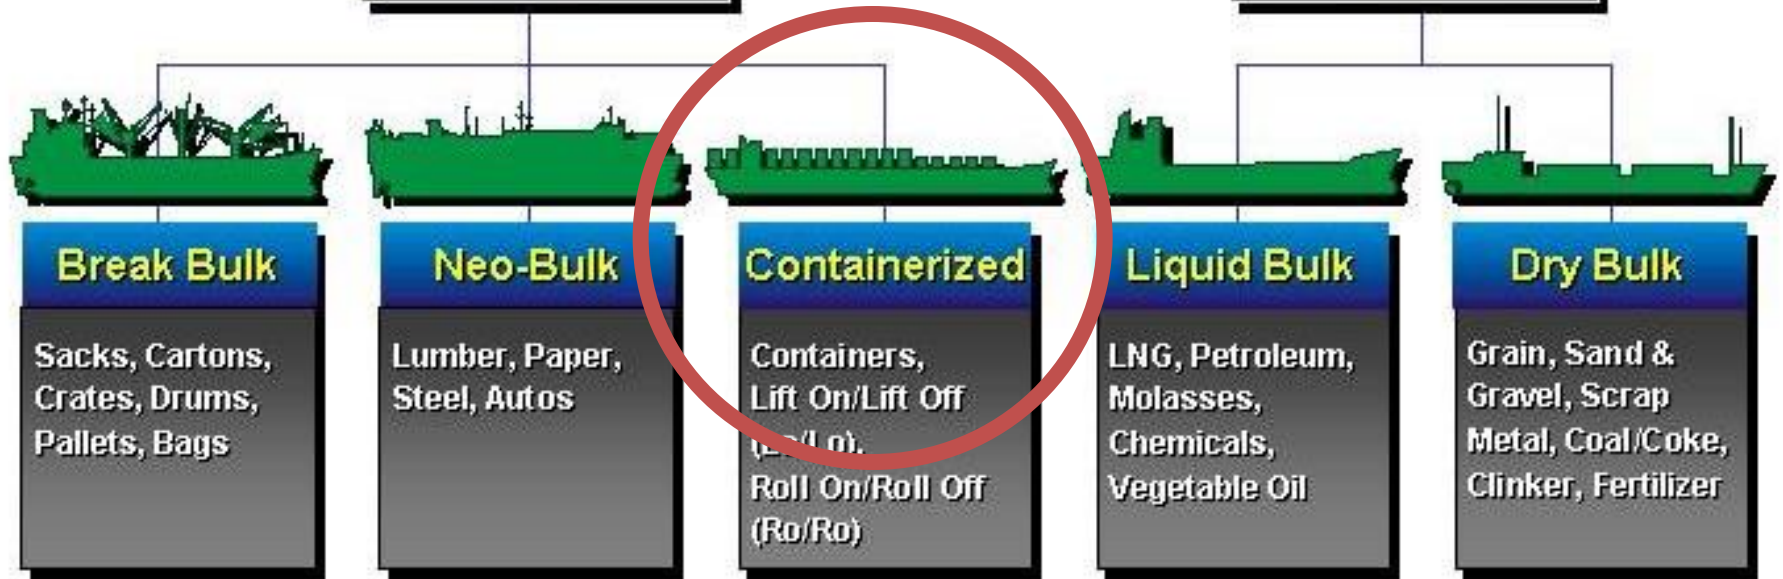 Break Bulk
Sacks, Cartons,
Crates, Drums,
Pallets, Bags
Neo-Bulk
Lumber, Paper,
Steel, Autos
Containerized
Containers,
Lift On/Lift Off
(Lo/Lo),
Roll On/Roll Off
(Ro/Ro)
Liquid Bulk
LNG, Petroleum,
Molasses,
Chemicals,
Vegetable Oil
Dry Bulk
Grain, Sand &
Gravel, Scrap
Metal, Coal/Coke,
Clinker, Fertilizer